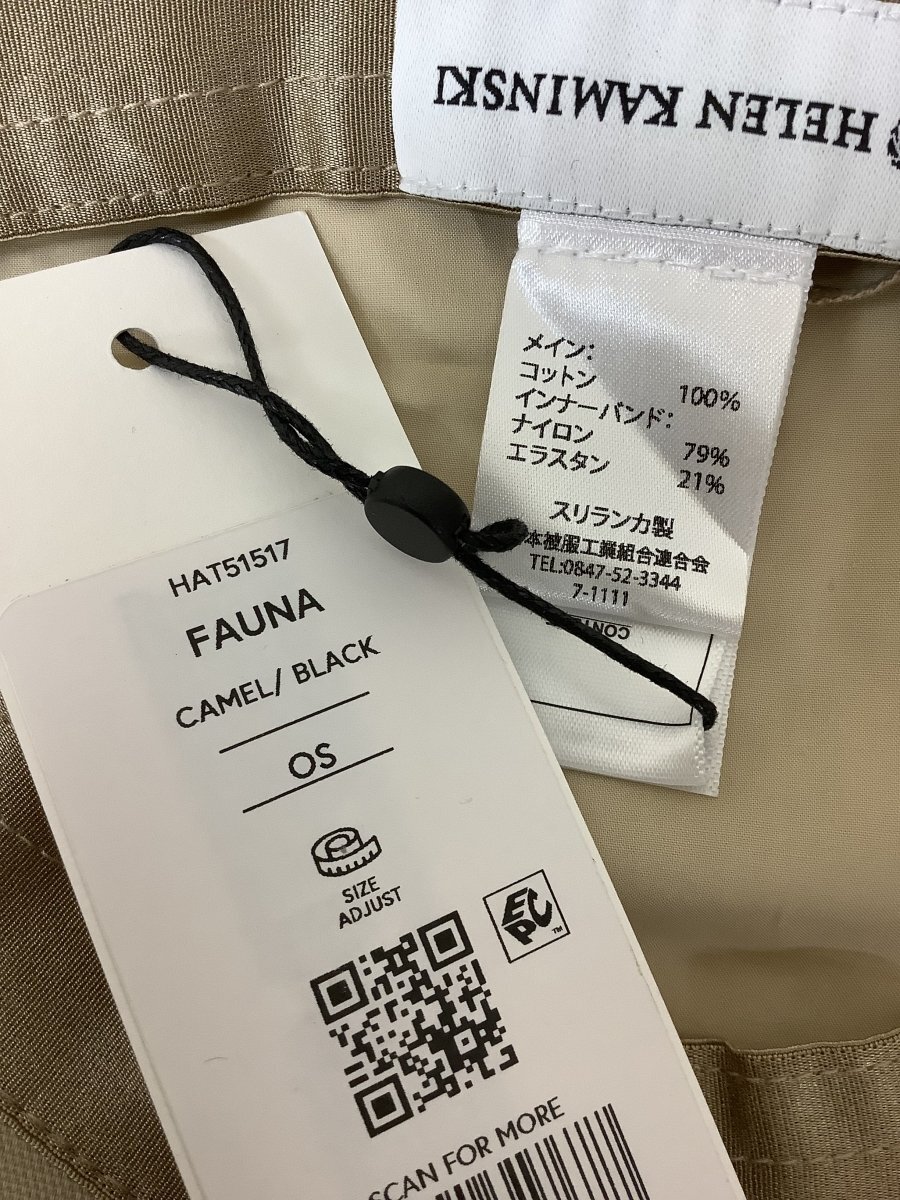 HELEN KAMINSKI
メイン:
コットン 100%
インナーバンド:
ナイロン 79%
エラスタン 21%
スリランカ製
本被服工業組合連合会
TEL:0847-52-3344
7-1111
HAT51517
FAUNA
CAMEL/ BLACK
OS
SIZE
ADJUST
EPC
TM
SCAN FOR MORE